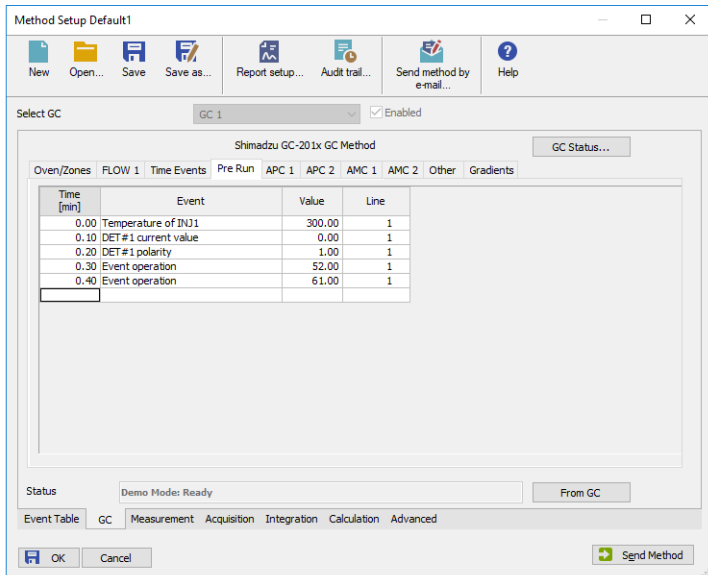 Method Setup Default1
New Open... Save Save as... Report setup... Audit trail... Send method by e-mail... Help
Select GC GC 1 Enabled
Shimadzu GC-201x GC Method GC Status...
Oven/Zones FLOW 1 Time Events Pre Run APC 1 APC 2 AMC 1 AMC 2 Other Gradients
Time [min] Event Value Line
0.00 Temperature of INJ1 300.00 1
0.10 DET#1 current value 0.00 1
0.20 DET#1 polarity 1.00 1
0.30 Event operation 52.00 1
0.40 Event operation 61.00 1
Status Demo Mode: Ready From GC
Event Table GC Measurement Acquisition Integration Calculation Advanced
OK Cancel Send Method